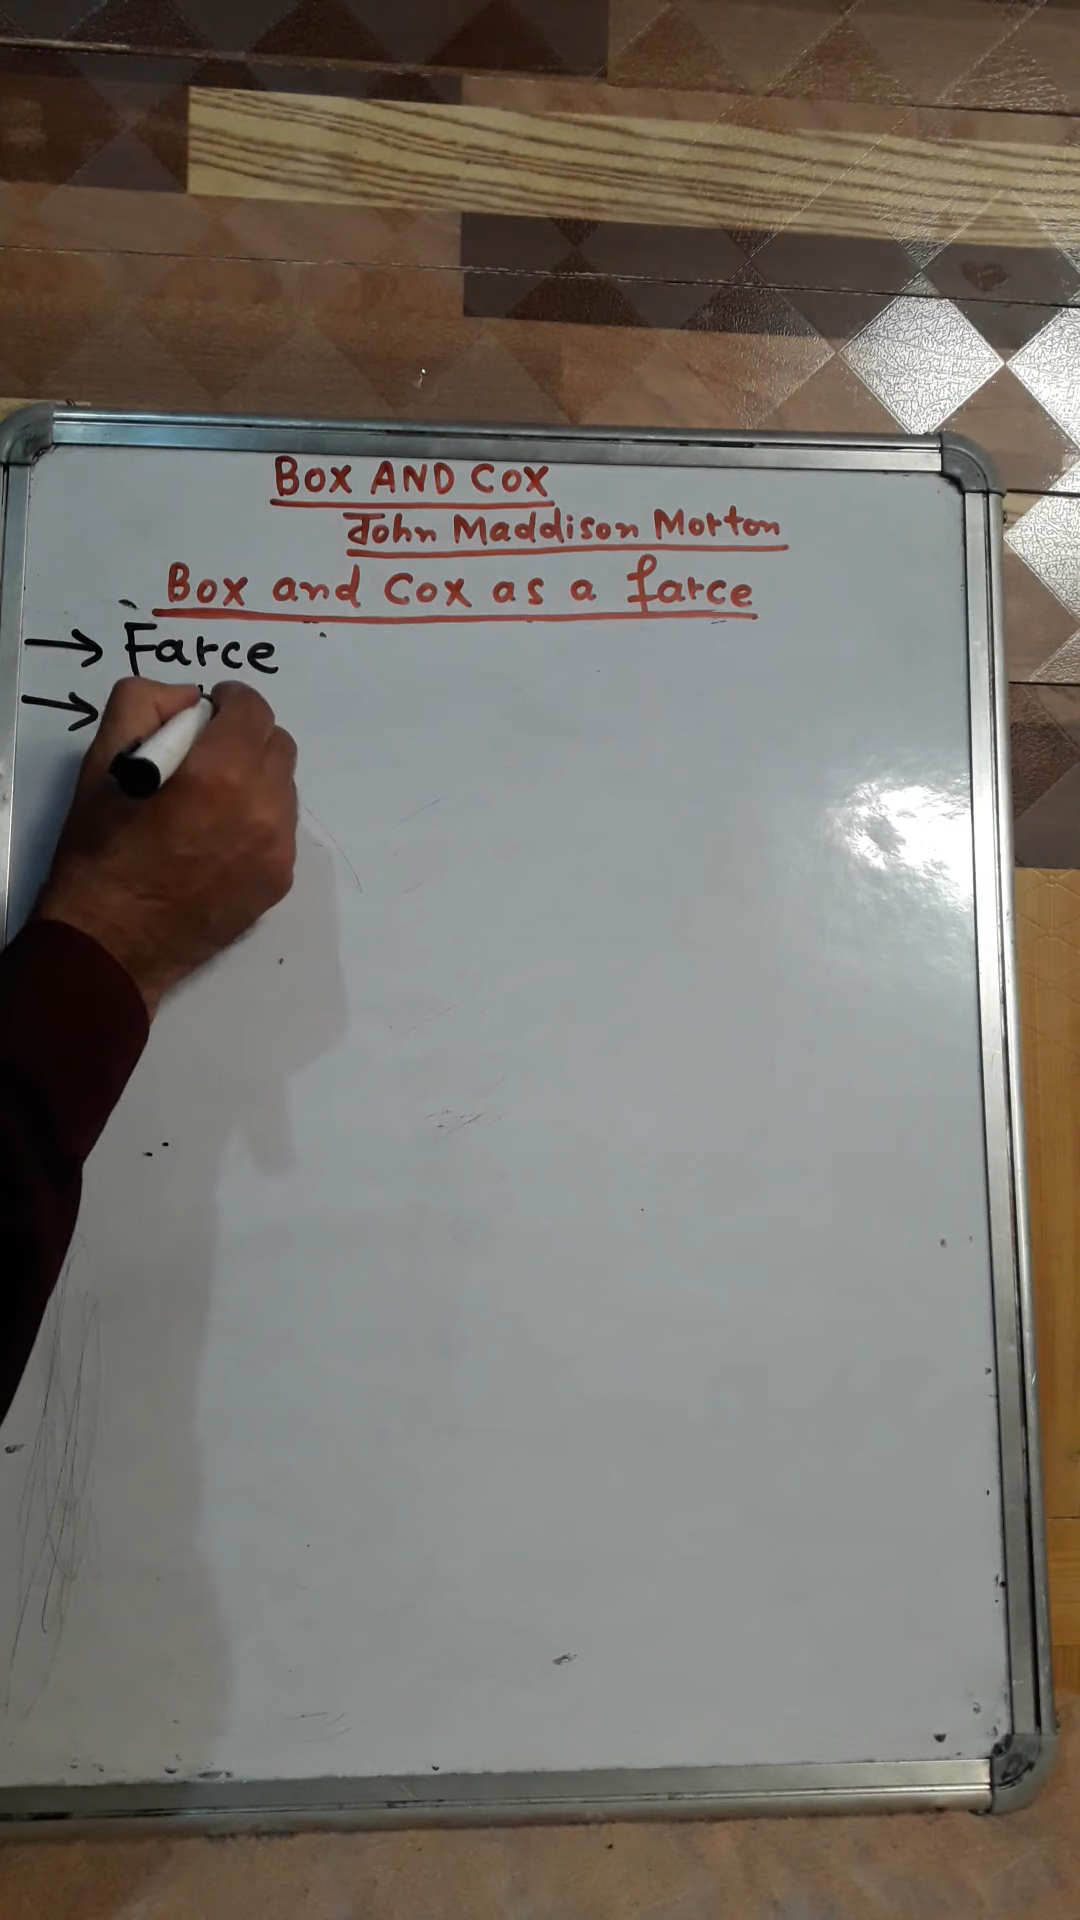 BOX AND COX
John Maddison Morton
Box and Cox as a farce
→ Farce
→